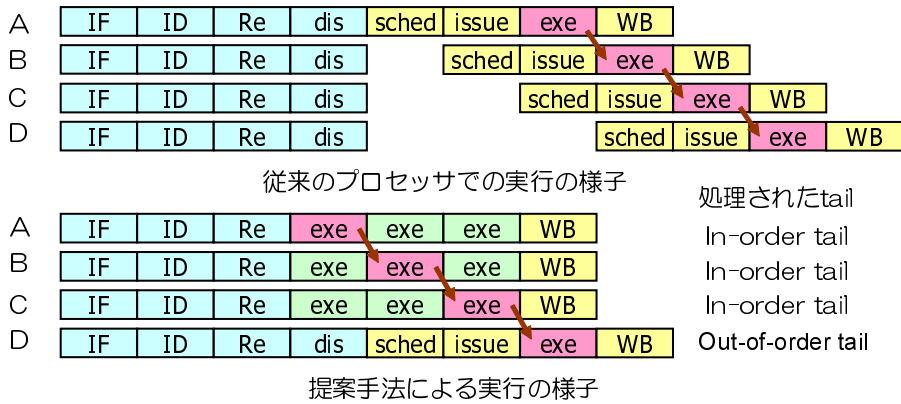 A IF ID Re dis sched issue exe WB
B IF ID Re dis sched issue exe WB
C IF ID Re dis sched issue exe WB
D IF ID Re dis sched issue exe WB
従来のプロセッサでの実行の様子
処理されたtail
A IF ID Re exe exe exe WB In-order tail
B IF ID Re exe exe exe WB In-order tail
C IF ID Re exe exe exe WB In-order tail
D IF ID Re dis sched issue exe WB Out-of-order tail
提案手法による実行の様子